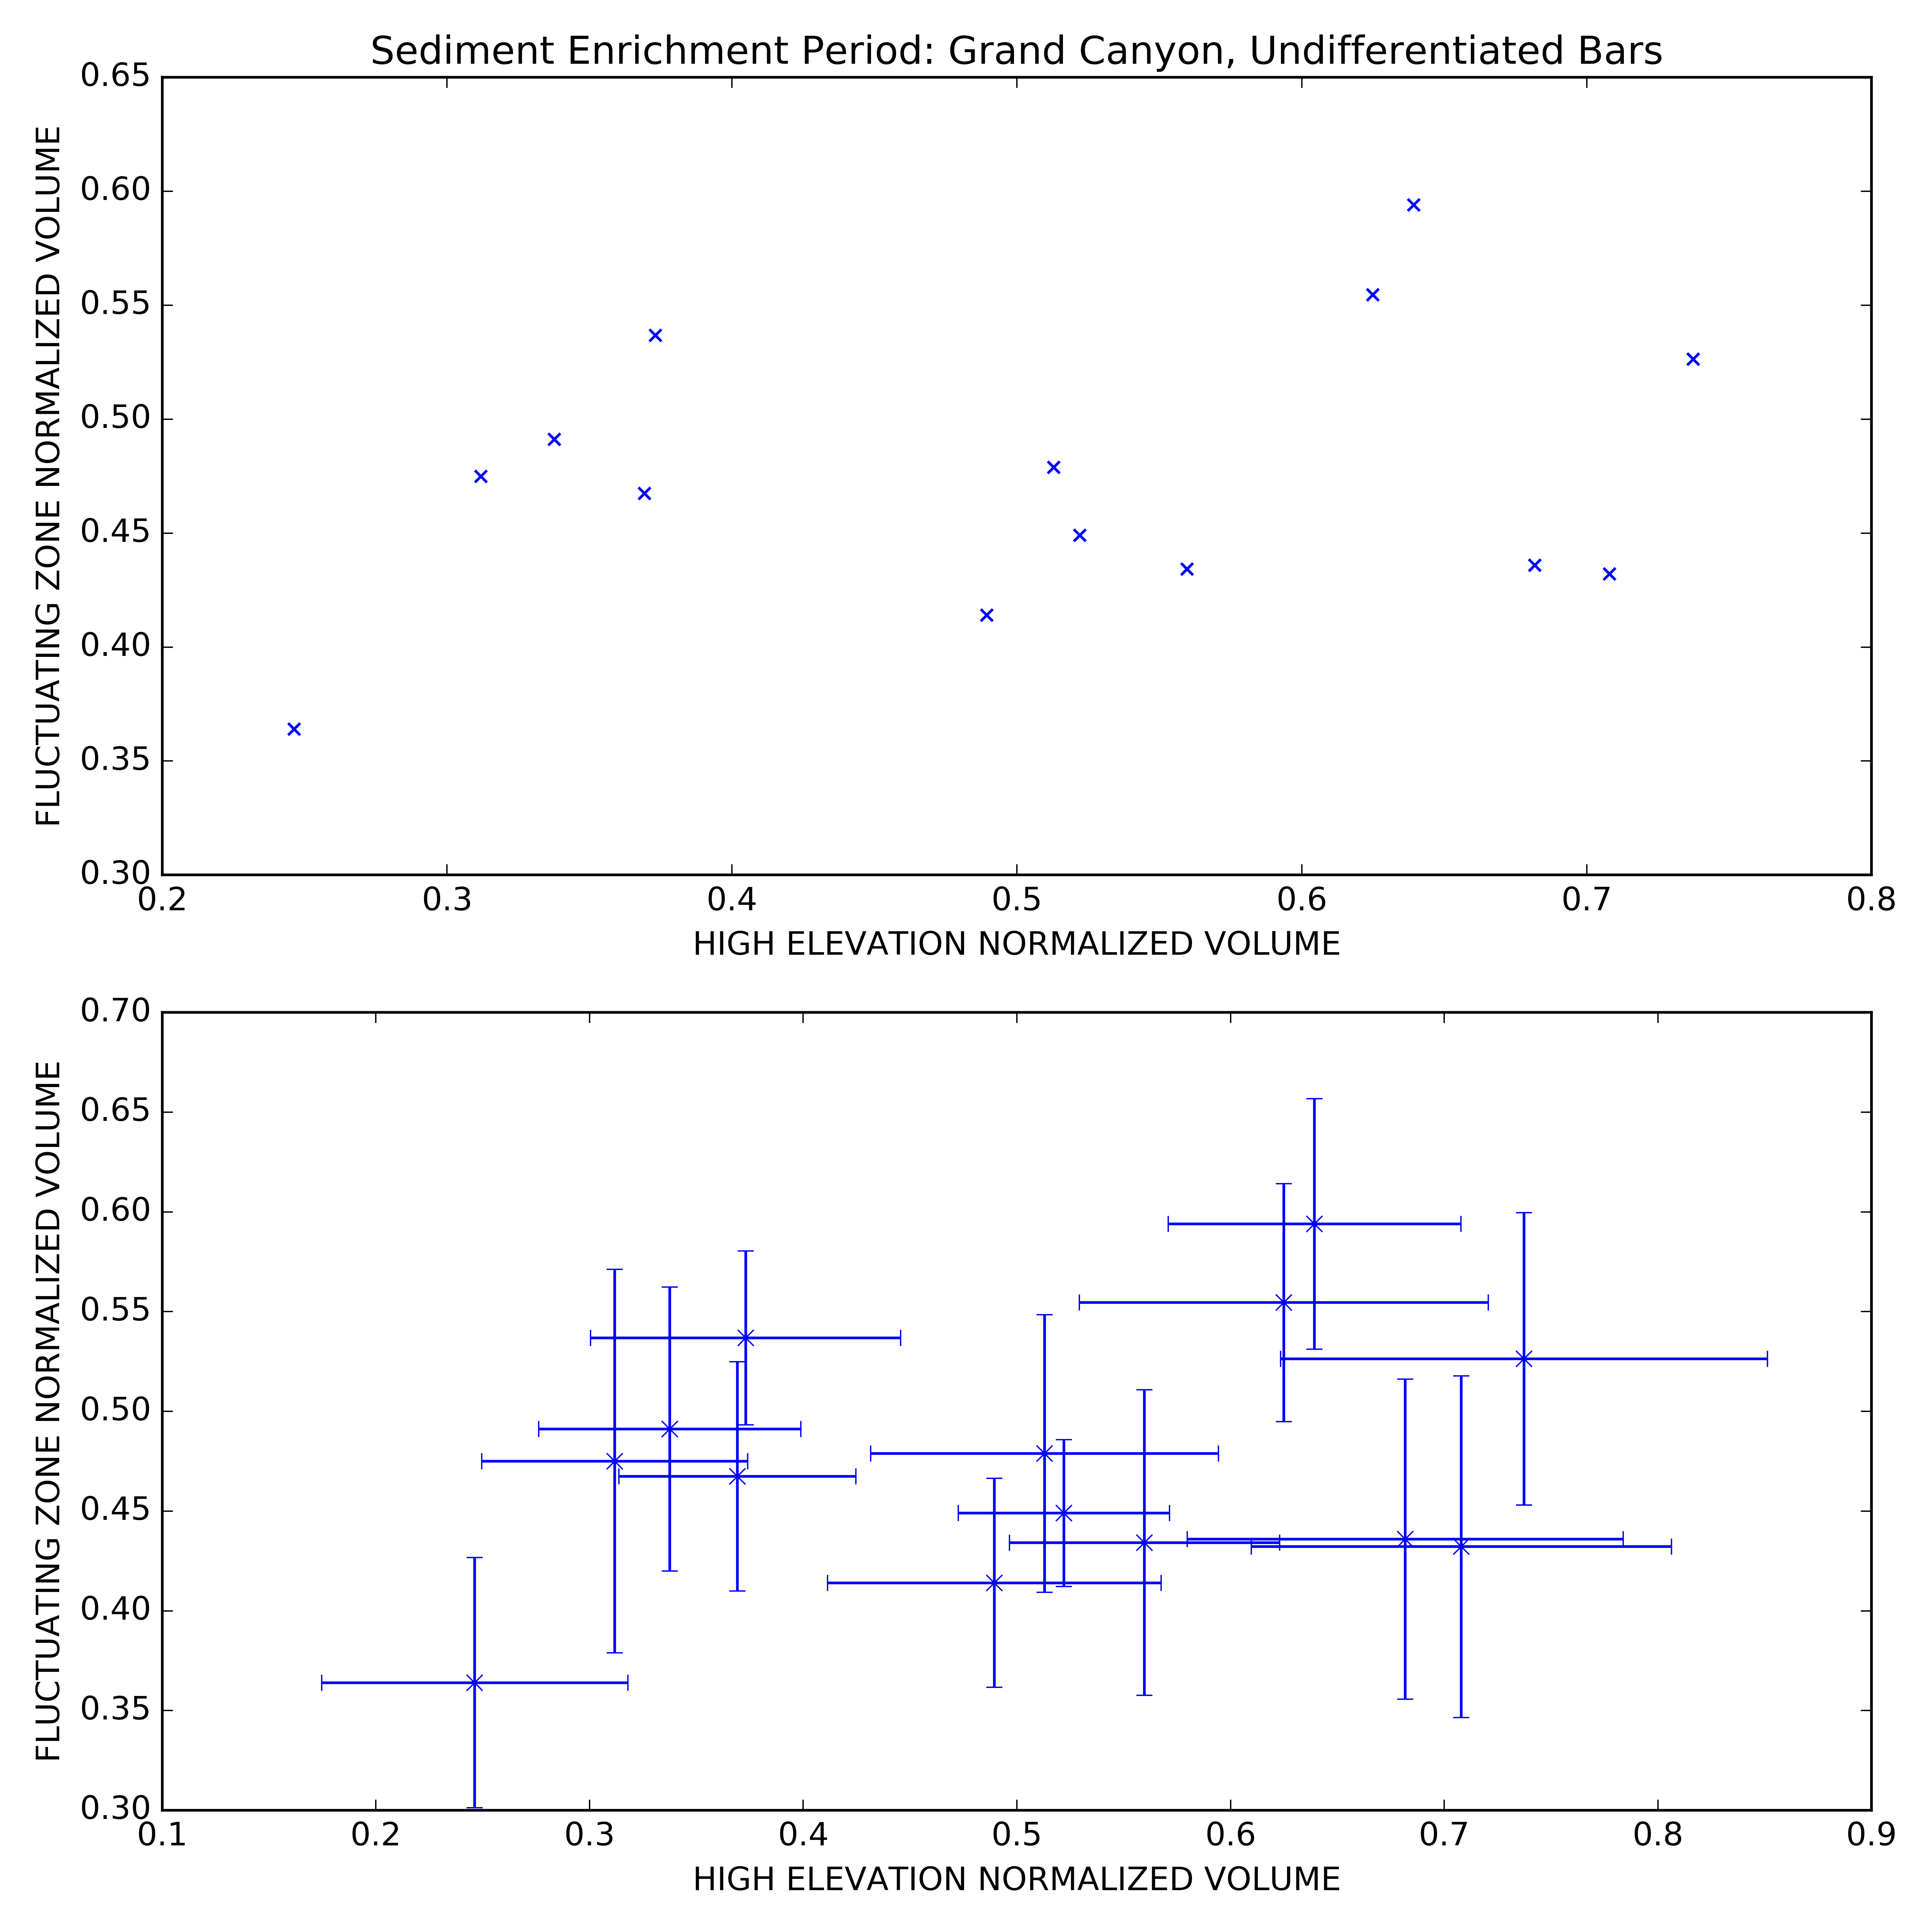 Sediment Enrichment Period: Grand Canyon, Undifferentiated Bars
FLUCTUATING ZONE NORMALIZED VOLUME
0.65
0.60
0.55
0.50
0.45
0.40
0.35
0.30
0.2 0.3 0.4 0.5 0.6 0.7 0.8
HIGH ELEVATION NORMALIZED VOLUME
FLUCTUATING ZONE NORMALIZED VOLUME
0.70
0.65
0.60
0.55
0.50
0.45
0.40
0.35
0.30
0.1 0.2 0.3 0.4 0.5 0.6 0.7 0.8 0.9
HIGH ELEVATION NORMALIZED VOLUME